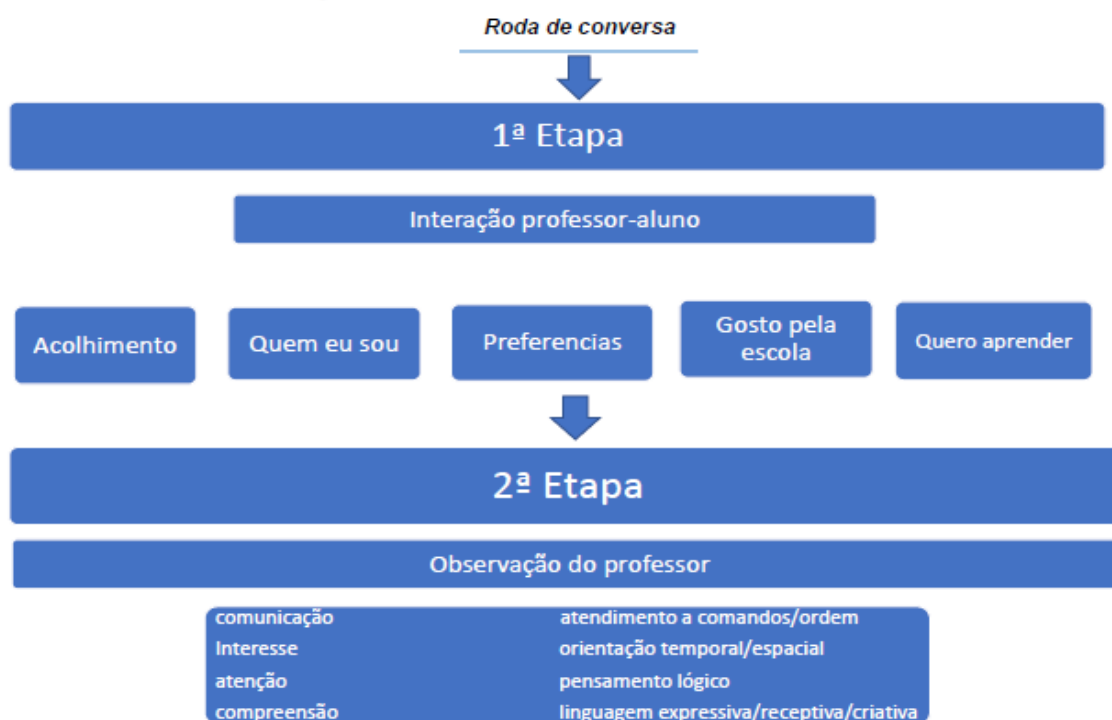 Roda de conversa
1ª Etapa
Interação professor-aluno
Acolhimento
Quem eu sou
Preferencias
Gosto pela
escola
Quero aprender
2ª Etapa
Observação do professor
comunicação atendimento a comandos/ordem
Interesse orientação temporal/espacial
atenção pensamento lógico
compreensão linguagem expressiva/receptiva/criativa